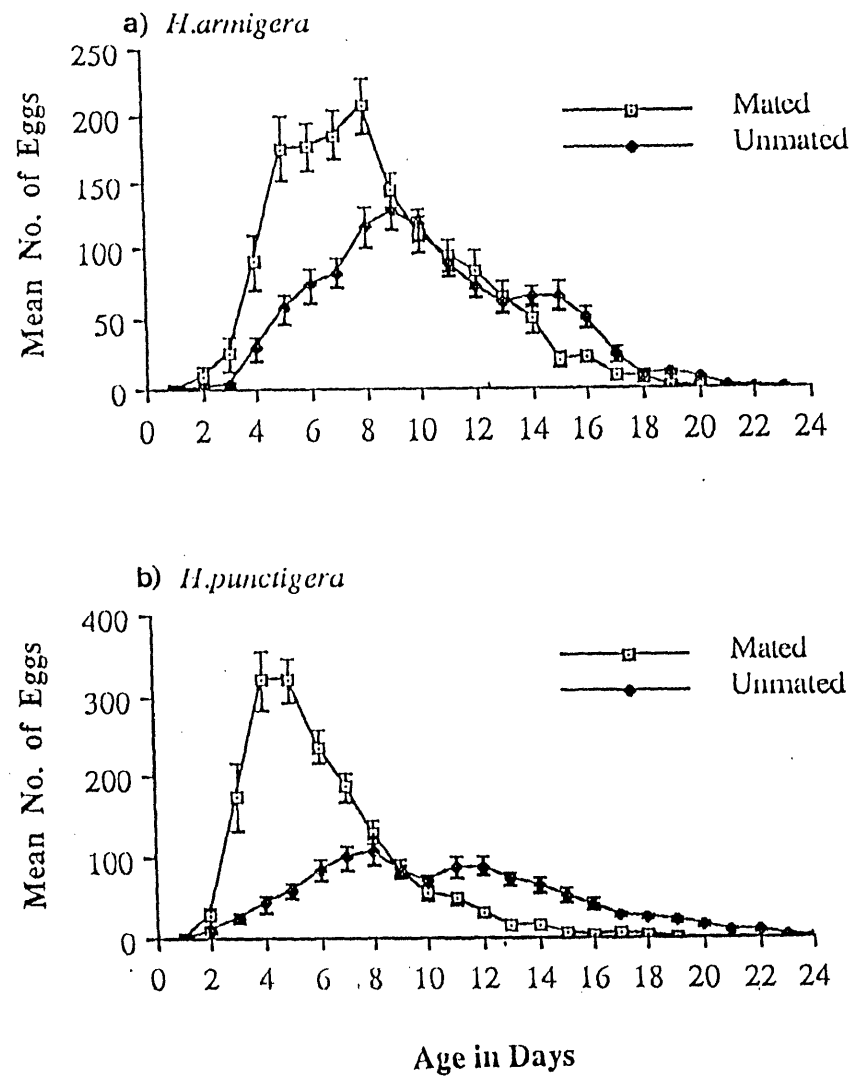 a) H.armigera
250
200
150
100
50
0
Mean No. of Eggs
Mated
Unmated
0 2 4 6 8 10 12 14 16 18 20 22 24
b) H.punctigera
400
300
200
100
0
Mean No. of Eggs
Mated
Unmated
0 2 4 6 8 10 12 14 16 18 20 22 24
Age in Days